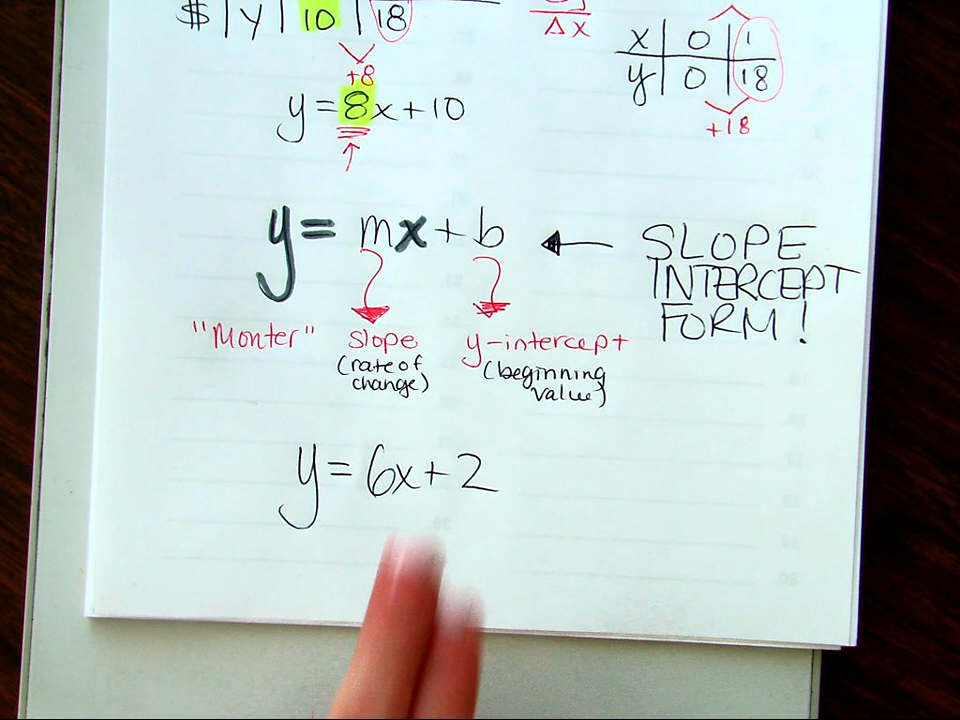 $ | y | 10 | 18
Δx
x | 0 | 1
y | 0 | 18
+8
+18
y = 8x + 10
y = mx + b
SLOPE
INTERCEPT
FORM!
"Monter" slope y-intercept
(rate of change) (beginning value)
y = 6x + 2